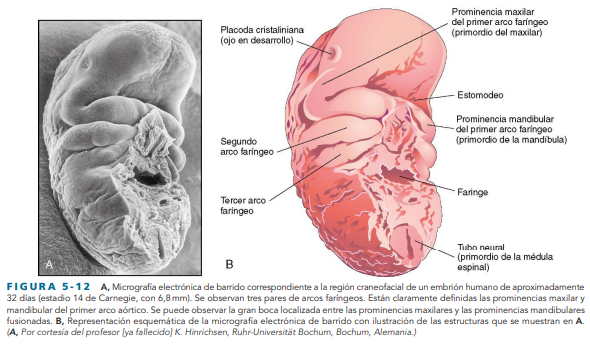 Prominencia maxilar
del primer arco faríngeo
(primordio del maxilar)
Placoda cristaliniana
(ojo en desarrollo)
Estomodeo
Prominencia mandibular
del primer arco faríngeo
(primordio de la mandíbula)
Segundo
arco faríngeo
Faringe
Tercer arco
faríngeo
Tubo neural
(primordio de la médula
espinal)
A
B
FIGURA 5-12 A, Micrografía electrónica de barrido correspondiente a la región craneofacial de un embrión humano de aproximadamente
32 días (estadio 14 de Carnegie, con 6,8 mm). Se observan tres pares de arcos faríngeos. Están claramente definidas las prominencias maxilar y
mandibular del primer arco aórtico. Se puede observar la gran boca localizada entre las prominencias maxilares y las prominencias mandibulares
fusionadas. B, Representación esquemática de la micrografía electrónica de barrido con ilustración de las estructuras que se muestran en A.
(A, Por cortesía del profesor [ya fallecido] K. Hinrichsen, Ruhr-Universität Bochum, Bochum, Alemania.)